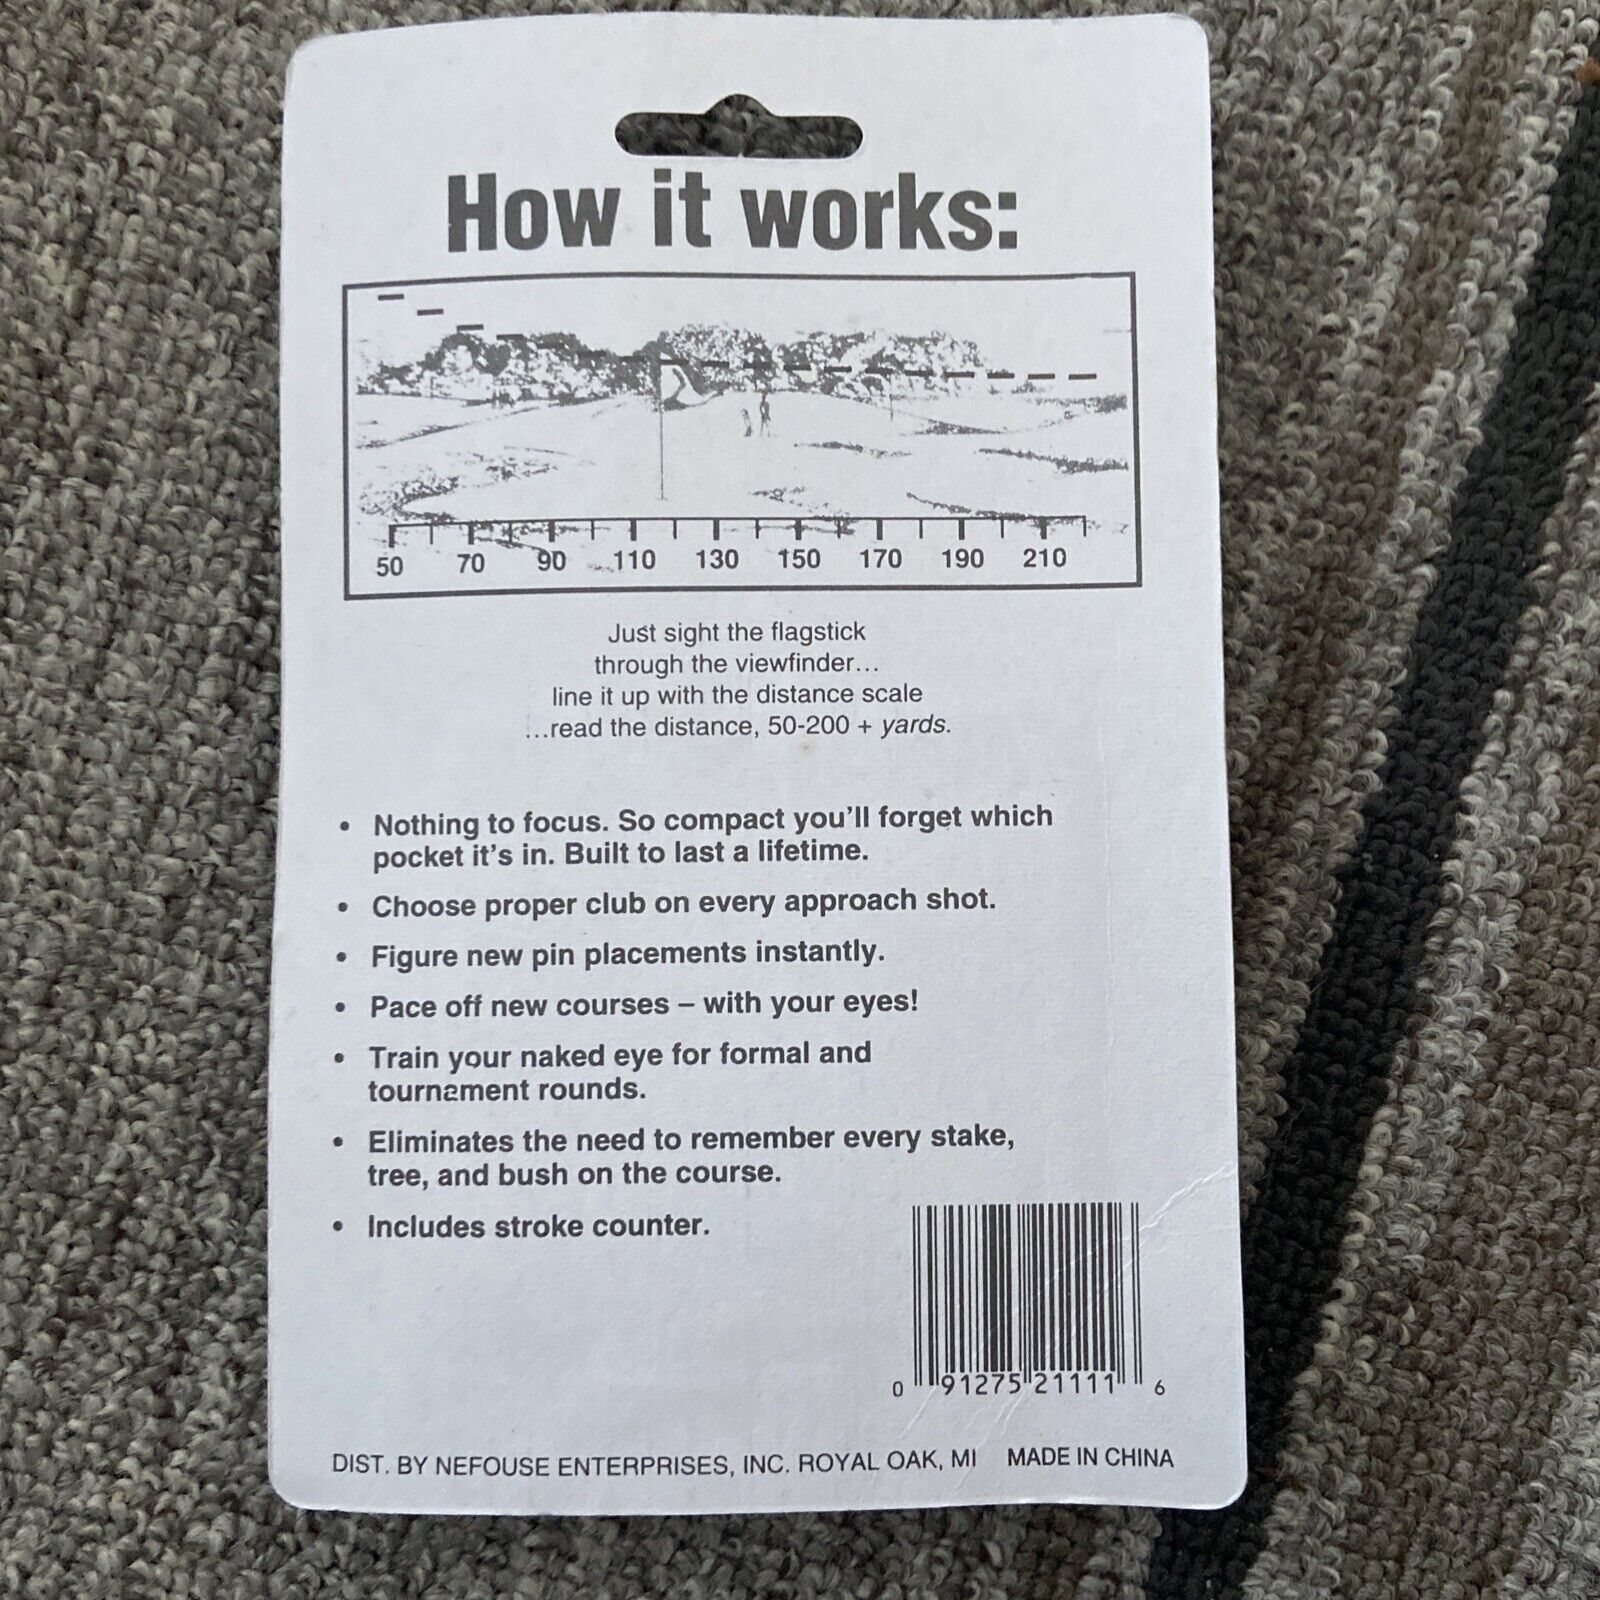 How it works:
50 70 90 110 130 150 170 190 210
Just sight the flagstick
through the viewfinder...
line it up with the distance scale
...read the distance, 50-200 + yards.
• Nothing to focus. So compact you'll forget which
pocket it's in. Built to last a lifetime.
• Choose proper club on every approach shot.
• Figure new pin placements instantly.
• Pace off new courses – with your eyes!
• Train your naked eye for formal and
tournament rounds.
• Eliminates the need to remember every stake,
tree, and bush on the course.
• Includes stroke counter.
0 91275 21111 6
DIST. BY NEFOUSE ENTERPRISES, INC. ROYAL OAK, MI MADE IN CHINA